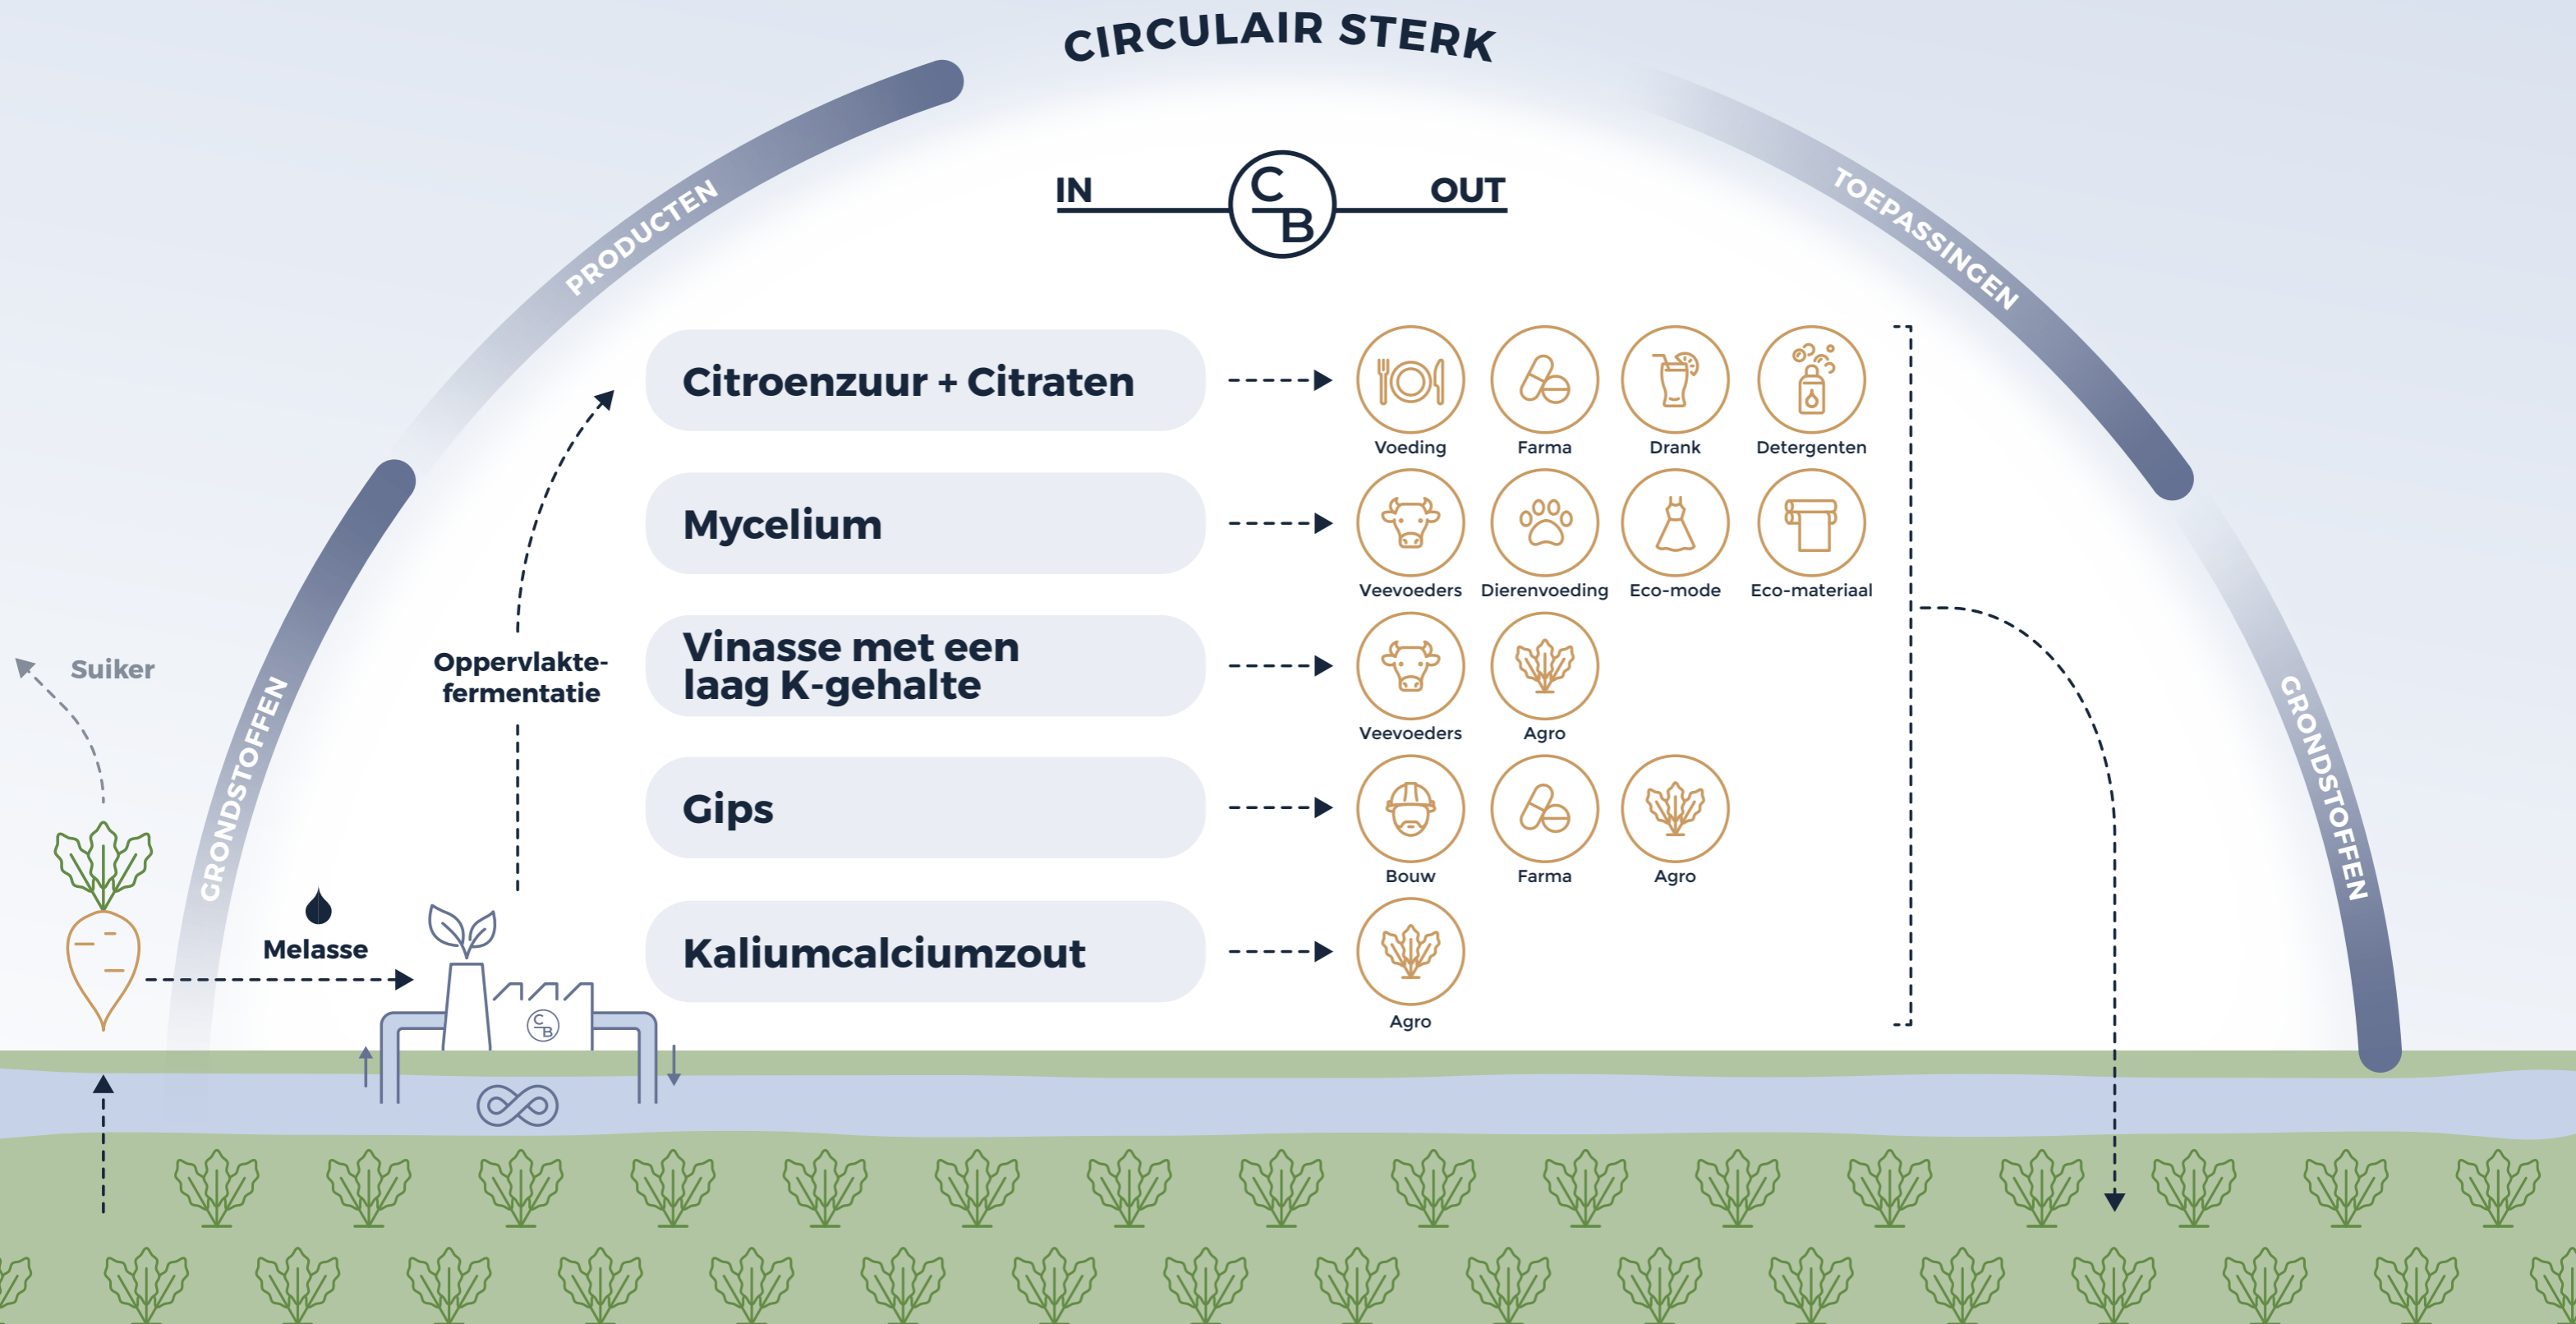 CIRCULAIR STERK
IN
C
B
OUT
PRODUCTEN
TOEPASSINGEN
GRONDSTOFFEN
GRONDSTOFFEN
Suiker
Melasse
Oppervlakte-
fermentatie
C
B
Citroenzuur + Citraten
Voeding
Farma
Drank
Detergenten
Mycelium
Veevoeders
Dierenvoeding
Eco-mode
Eco-materiaal
Vinasse met een
laag K-gehalte
Veevoeders
Agro
Gips
Bouw
Farma
Agro
Kaliumcalciumzout
Agro